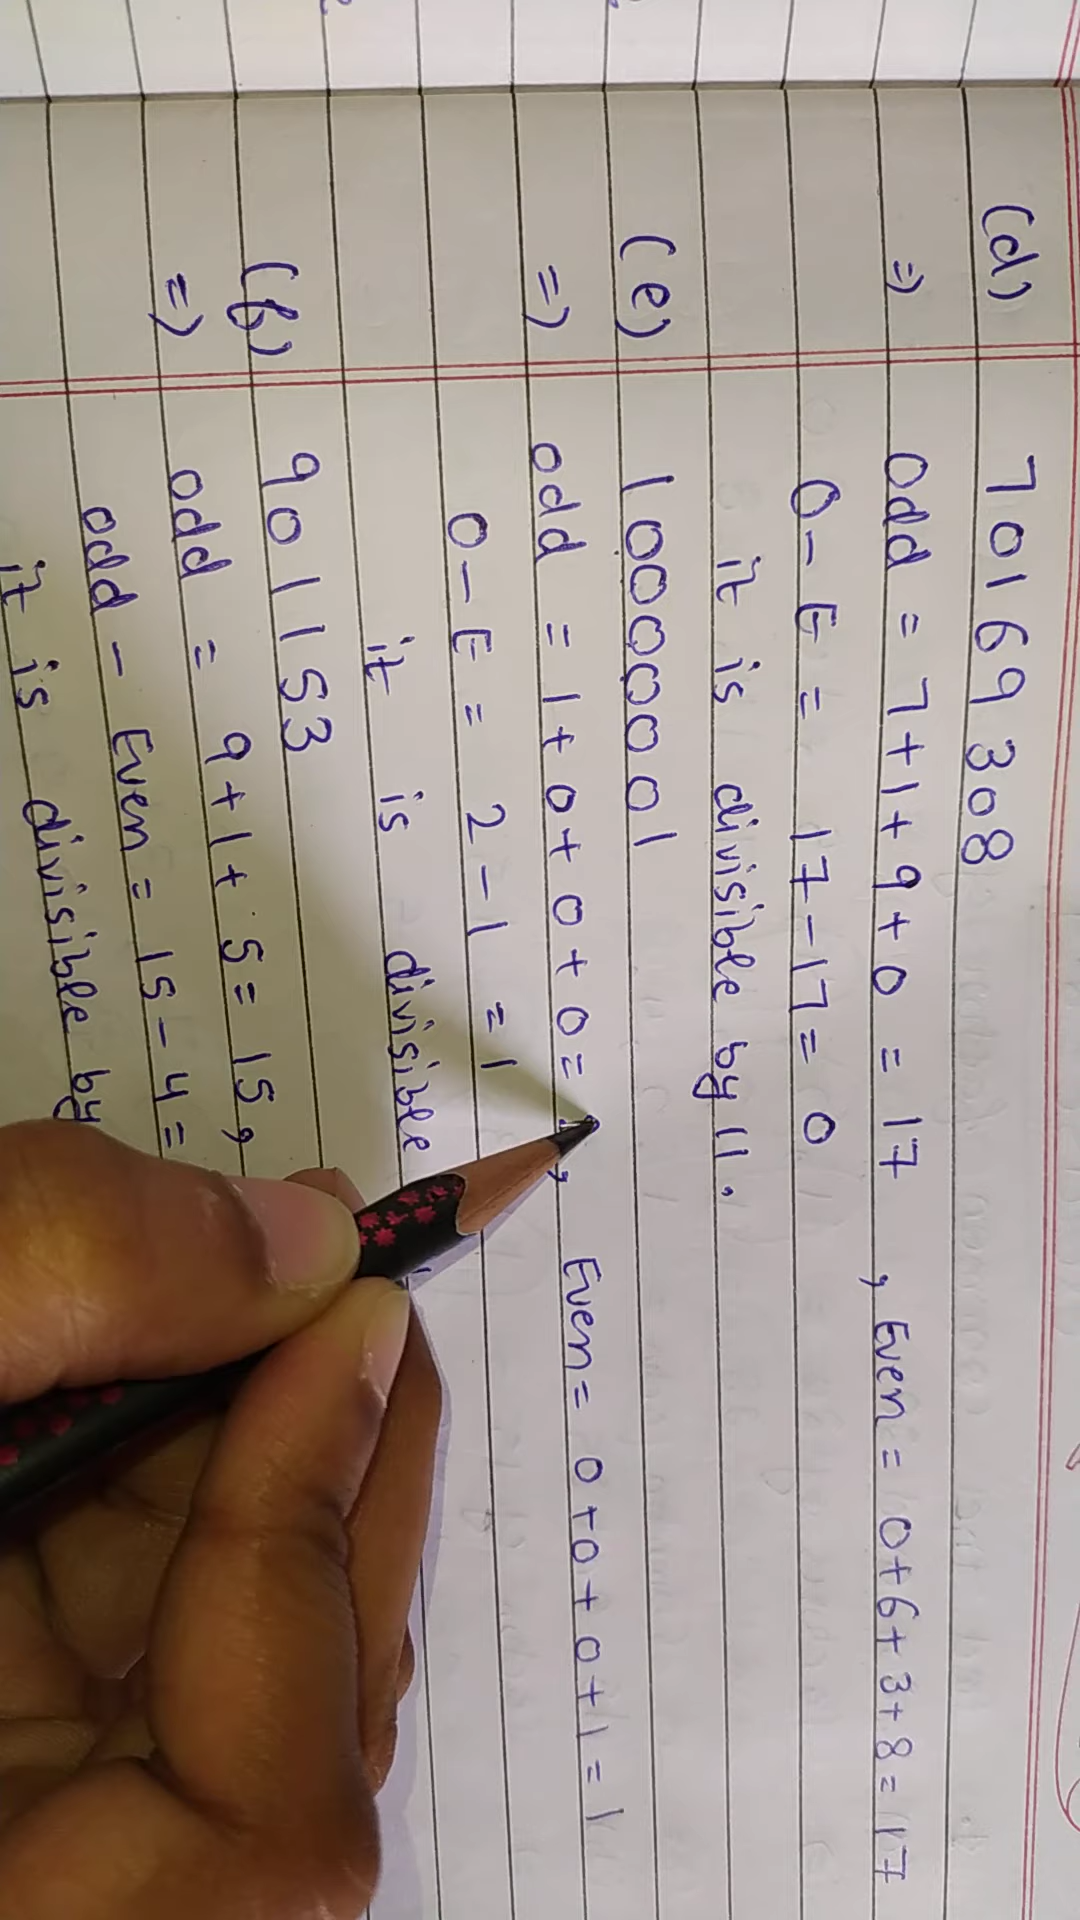 (d) 70169308
=> Odd = 7+1+9+0 = 17 , Even = 0+6+3+8 = 17
O-E = 17-17 = 0
it is divisible by 11.
(e) 10000001
=> odd = 1+0+0+0= , Even = 0+0+0+1 = 1
O-E = 2-1 = 1
it is divisible
(f) 901153
=> odd = 9+1+5= 15,
odd - Even = 15-4 =
it is divisible by